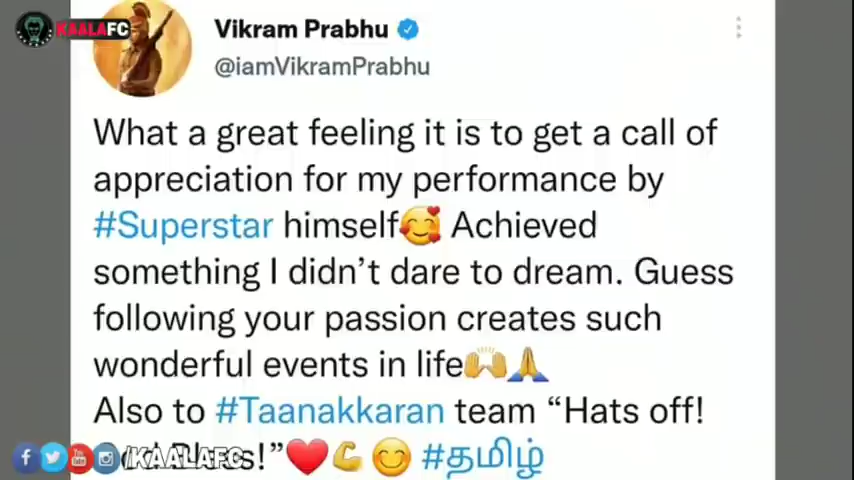 KAALAFC
Vikram Prabhu
@iamVikramPrabhu
What a great feeling it is to get a call of
appreciation for my performance by
#Superstar himself🥰 Achieved
something I didn't dare to dream. Guess
following your passion creates such
wonderful events in life🙌🙏
Also to #Taanakkaran team “Hats off!
!”❤️💪😊 #தமிழ்
/KAALAFC